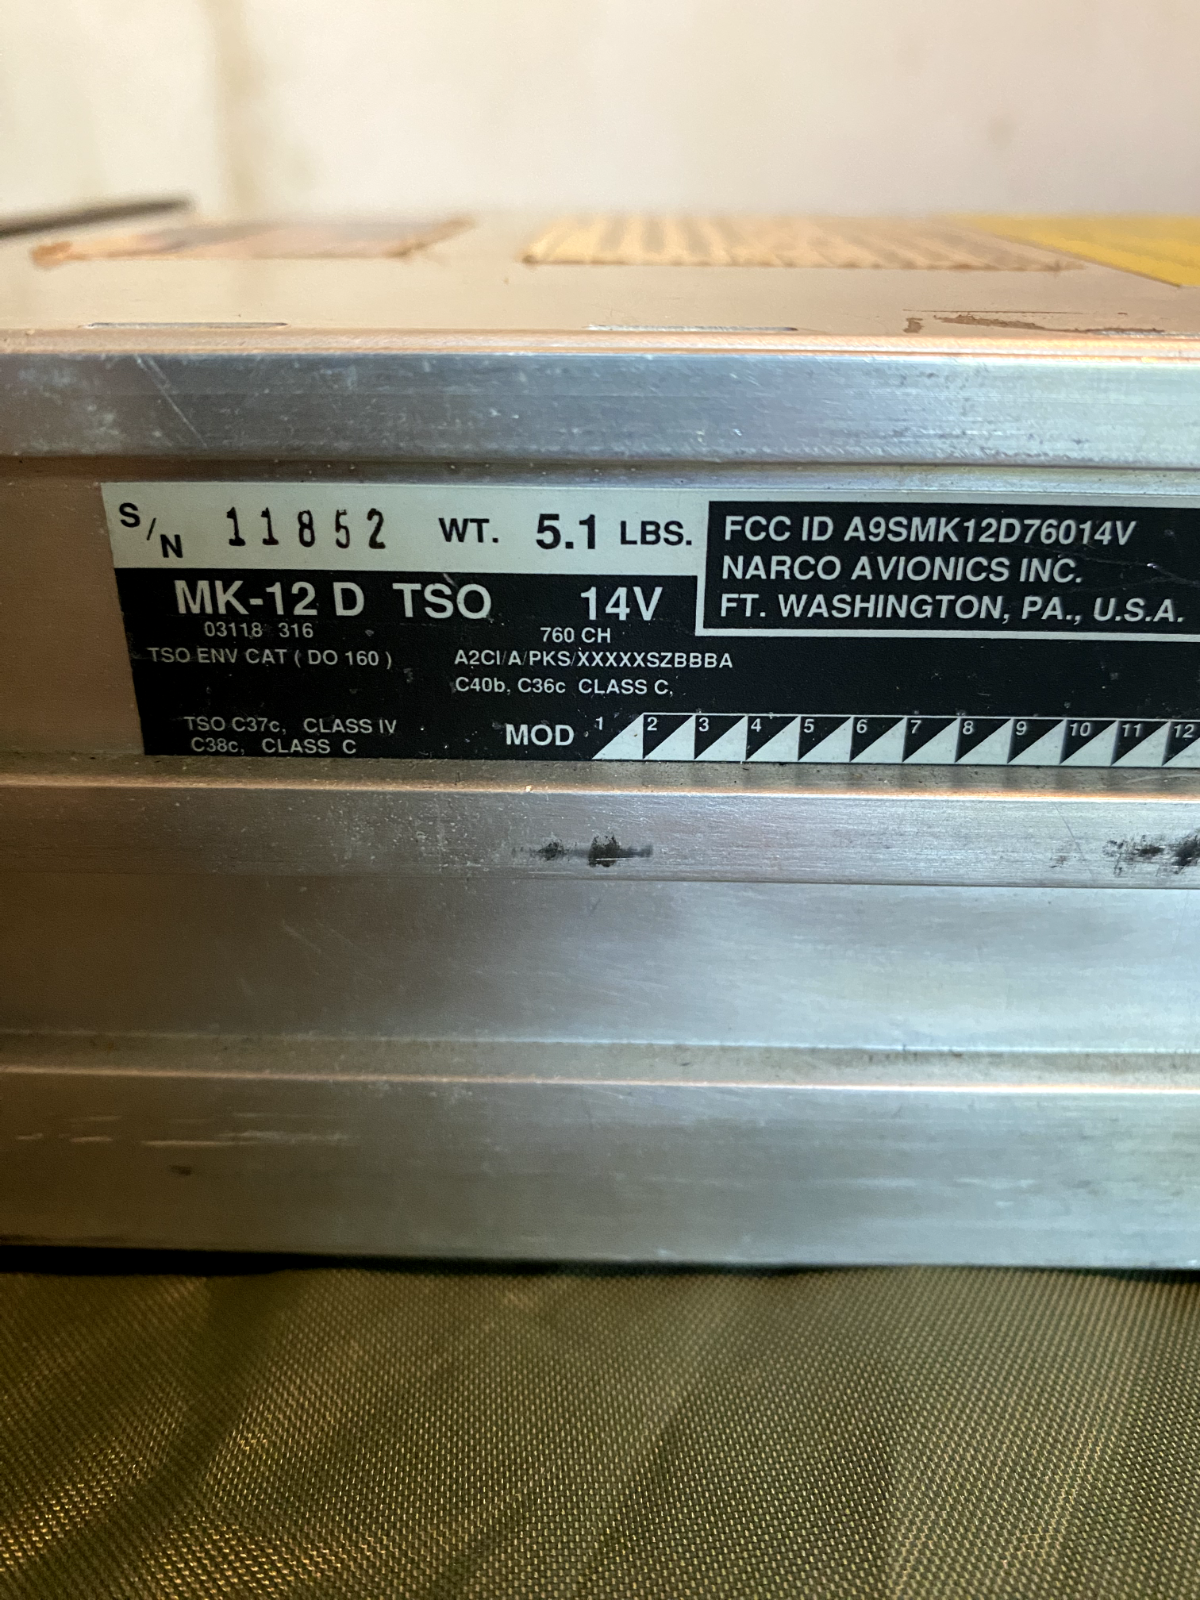 S/N 11852 WT. 5.1 LBS.
FCC ID A9SMK12D76014V
NARCO AVIONICS INC.
FT. WASHINGTON, PA., U.S.A.
MK-12 D TSO 14V
03118 316 760 CH
TSO ENV CAT ( DO 160 ) A2CI/A/PKS/XXXXXSZBBBA
C40b, C36c CLASS C,
TSO C37c, CLASS IV
C38c, CLASS C
MOD 1 2 3 4 5 6 7 8 9 10 11 12